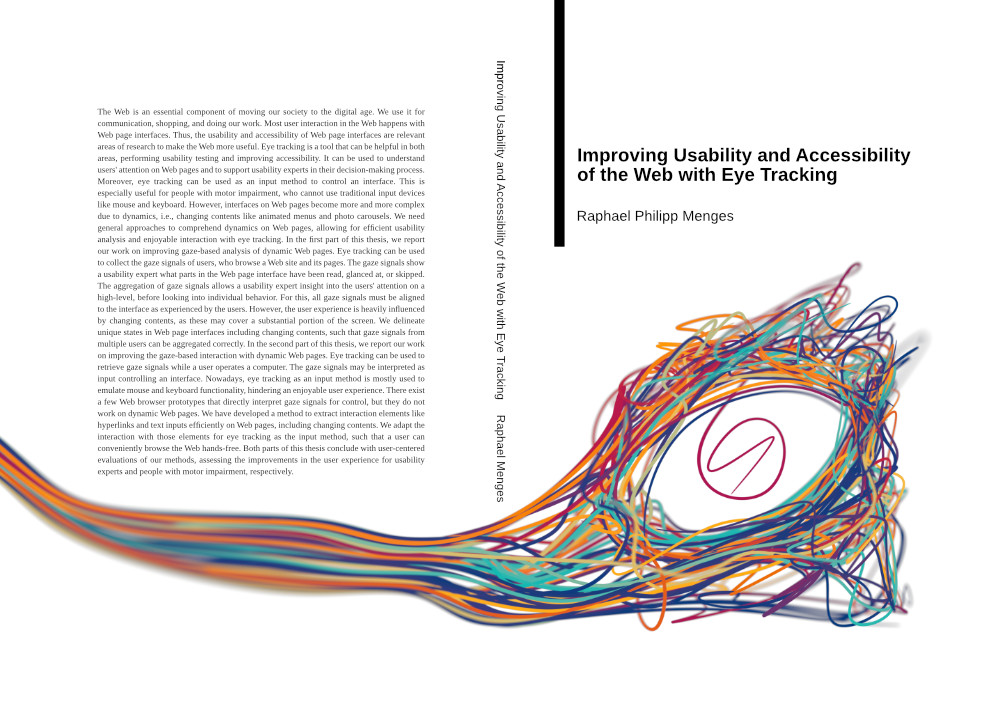 The Web is an essential component of moving our society to the digital age. We use it for
communication, shopping, and doing our work. Most user interaction in the Web happens with
Web page interfaces. Thus, the usability and accessibility of Web page interfaces are relevant
areas of research to make the Web more useful. Eye tracking is a tool that can be helpful in both
areas, performing usability testing and improving accessibility. It can be used to understand
users' attention on Web pages and to support usability experts in their decision-making process.
Moreover, eye tracking can be used as an input method to control an interface. This is
especially useful for people with motor impairment, who cannot use traditional input devices
like mouse and keyboard. However, interfaces on Web pages become more and more complex
due to dynamics, i.e., changing contents like animated menus and photo carousels. We need
general approaches to comprehend dynamics on Web pages, allowing for efficient usability
analysis and enjoyable interaction with eye tracking. In the first part of this thesis, we report
our work on improving gaze-based analysis of dynamic Web pages. Eye tracking can be used
to collect the gaze signals of users, who browse a Web site and its pages. The gaze signals show
a usability expert what parts in the Web page interface have been read, glanced at, or skipped.
The aggregation of gaze signals allows a usability expert insight into the users' attention on a
high-level, before looking into individual behavior. For this, all gaze signals must be aligned
to the interface as experienced by the users. However, the user experience is heavily influenced
by changing contents, as these may cover a substantial portion of the screen. We delineate
unique states in Web page interfaces including changing contents, such that gaze signals from
multiple users can be aggregated correctly. In the second part of this thesis, we report our work
on improving the gaze-based interaction with dynamic Web pages. Eye tracking can be used to
retrieve gaze signals while a user operates a computer. The gaze signals may be interpreted as
input controlling an interface. Nowadays, eye tracking as an input method is mostly used to
emulate mouse and keyboard functionality, hindering an enjoyable user experience. There exist
a few Web browser prototypes that directly interpret gaze signals for control, but they do not
work on dynamic Web pages. We have developed a method to extract interaction elements like
hyperlinks and text inputs efficiently on Web pages, including changing contents. We adapt the
interaction with those elements for eye tracking as the input method, such that a user can
conveniently browse the Web hands-free. Both parts of this thesis conclude with user-centered
evaluations of our methods, assessing the improvements in the user experience for usability
experts and people with motor impairment, respectively.
Improving Usability and Accessibility of the Web with Eye Tracking Raphael Menges
Improving Usability and Accessibility
of the Web with Eye Tracking
Raphael Philipp Menges